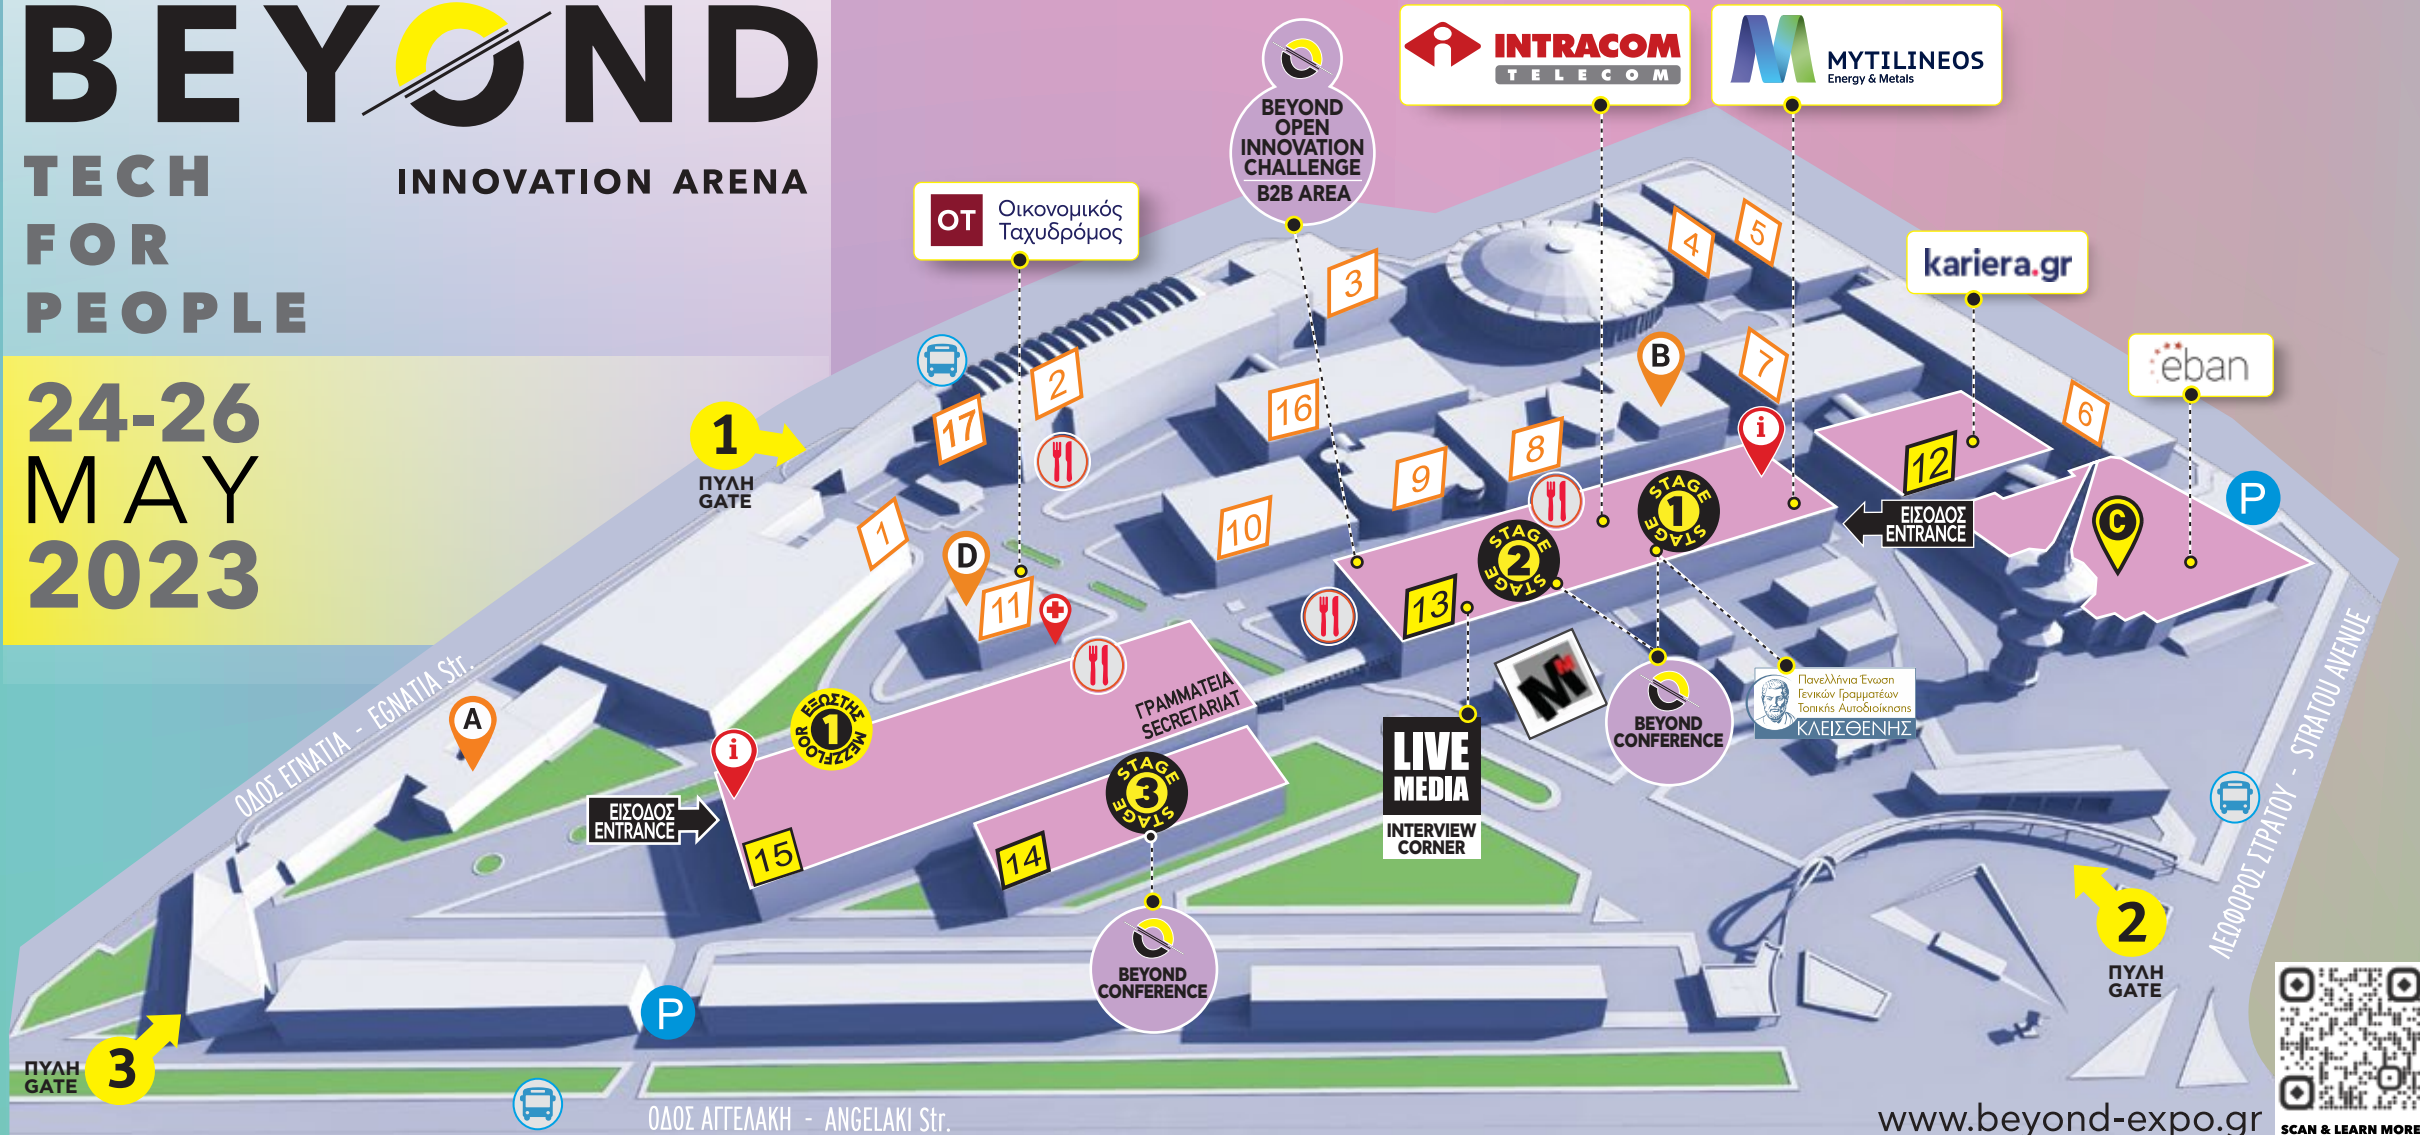 BEYOND
INNOVATION ARENA
TECH
FOR
PEOPLE
24-26
MAY
2023
BEYOND
OPEN
INNOVATION
CHALLENGE
B2B AREA
INTRACOM
TELECOM
MYTILINEOS
Energy & Metals
OT
Οικονομικός
Ταχυδρόμος
kariera.gr
eban
1
ΠΥΛΗ
GATE
17
2
3
4
5
16
B
7
6
8
9
10
1
D
11
12
13
14
15
i
STAGE
1
STAGE
STAGE
2
STAGE
ΕΙΣΟΔΟΣ
ENTRANCE
C
P
ΟΔΟΣ ΕΓΝΑΤΙΑ - EGNATIA Str.
A
i
ΕΞΩΣΤΗΣ
1
MEZZFLOOR
ΓΡΑΜΜΑΤΕΙΑ
SECRETARIAT
STAGE
3
STAGE
ΕΙΣΟΔΟΣ
ENTRANCE
M
LIVE
MEDIA
INTERVIEW
CORNER
BEYOND
CONFERENCE
Πανελλήνια Ένωση
Γενικών Γραμματέων
Τοπικής Αυτοδιοίκησης
ΚΛΕΙΣΘΕΝΗΣ
BEYOND
CONFERENCE
ΛΕΩΦΟΡΟΣ ΣΤΡΑΤΟΥ - STRATOU AVENUE
2
ΠΥΛΗ
GATE
P
ΠΥΛΗ
GATE
3
ΟΔΟΣ ΑΓΓΕΛΑΚΗ - ANGELAKI Str.
www.beyond-expo.gr
SCAN & LEARN MORE